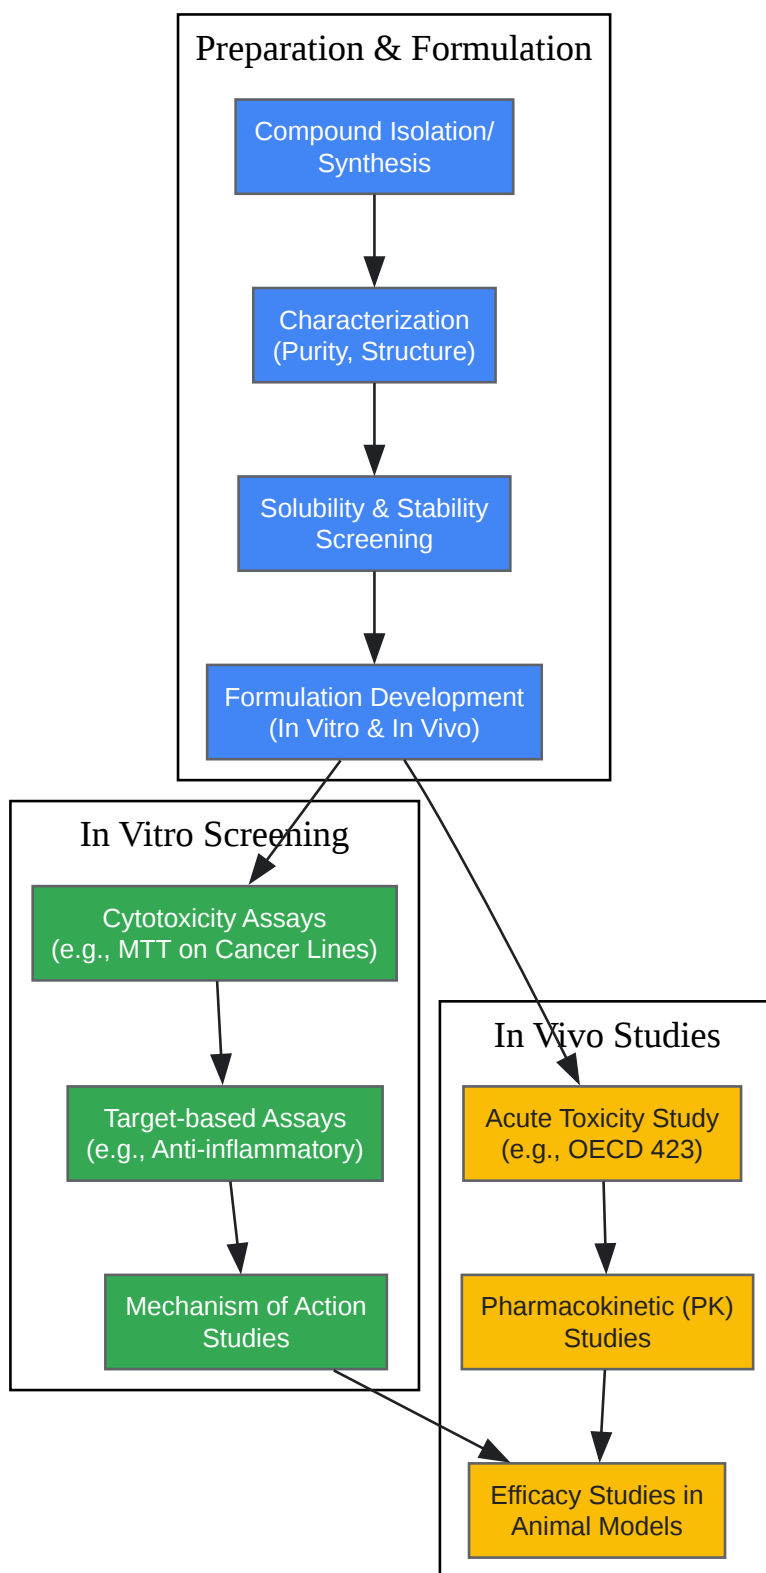 Preparation & Formulation
Compound Isolation/
Synthesis
Characterization
(Purity, Structure)
Solubility & Stability
Screening
Formulation Development
(In Vitro & In Vivo)
In Vitro Screening
Cytotoxicity Assays
(e.g., MTT on Cancer Lines)
Target-based Assays
(e.g., Anti-inflammatory)
Mechanism of Action
Studies
In Vivo Studies
Acute Toxicity Study
(e.g., OECD 423)
Pharmacokinetic (PK)
Studies
Efficacy Studies in
Animal Models